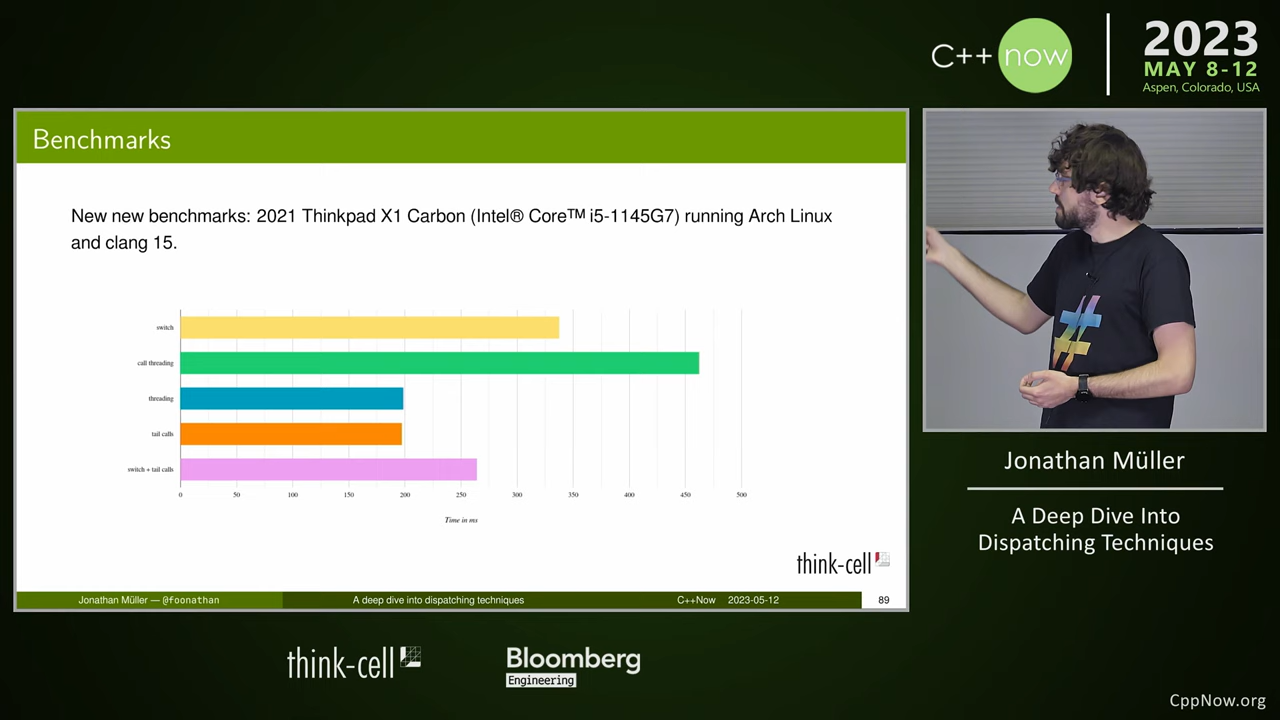 C++ now
2023
MAY 8-12
Aspen, Colorado, USA
Benchmarks
New new benchmarks: 2021 Thinkpad X1 Carbon (Intel® Core™ i5-1145G7) running Arch Linux
and clang 15.
switch
call threading
threading
tail calls
switch + tail calls
0 50 100 150 200 250 300 350 400 450 500
Time in ms
think-cell
Jonathan Müller — @foonathan A deep dive into dispatching techniques C++Now 2023-05-12 89
#
Jonathan Müller
A Deep Dive Into
Dispatching Techniques
think-cell
Bloomberg
Engineering
CppNow.org